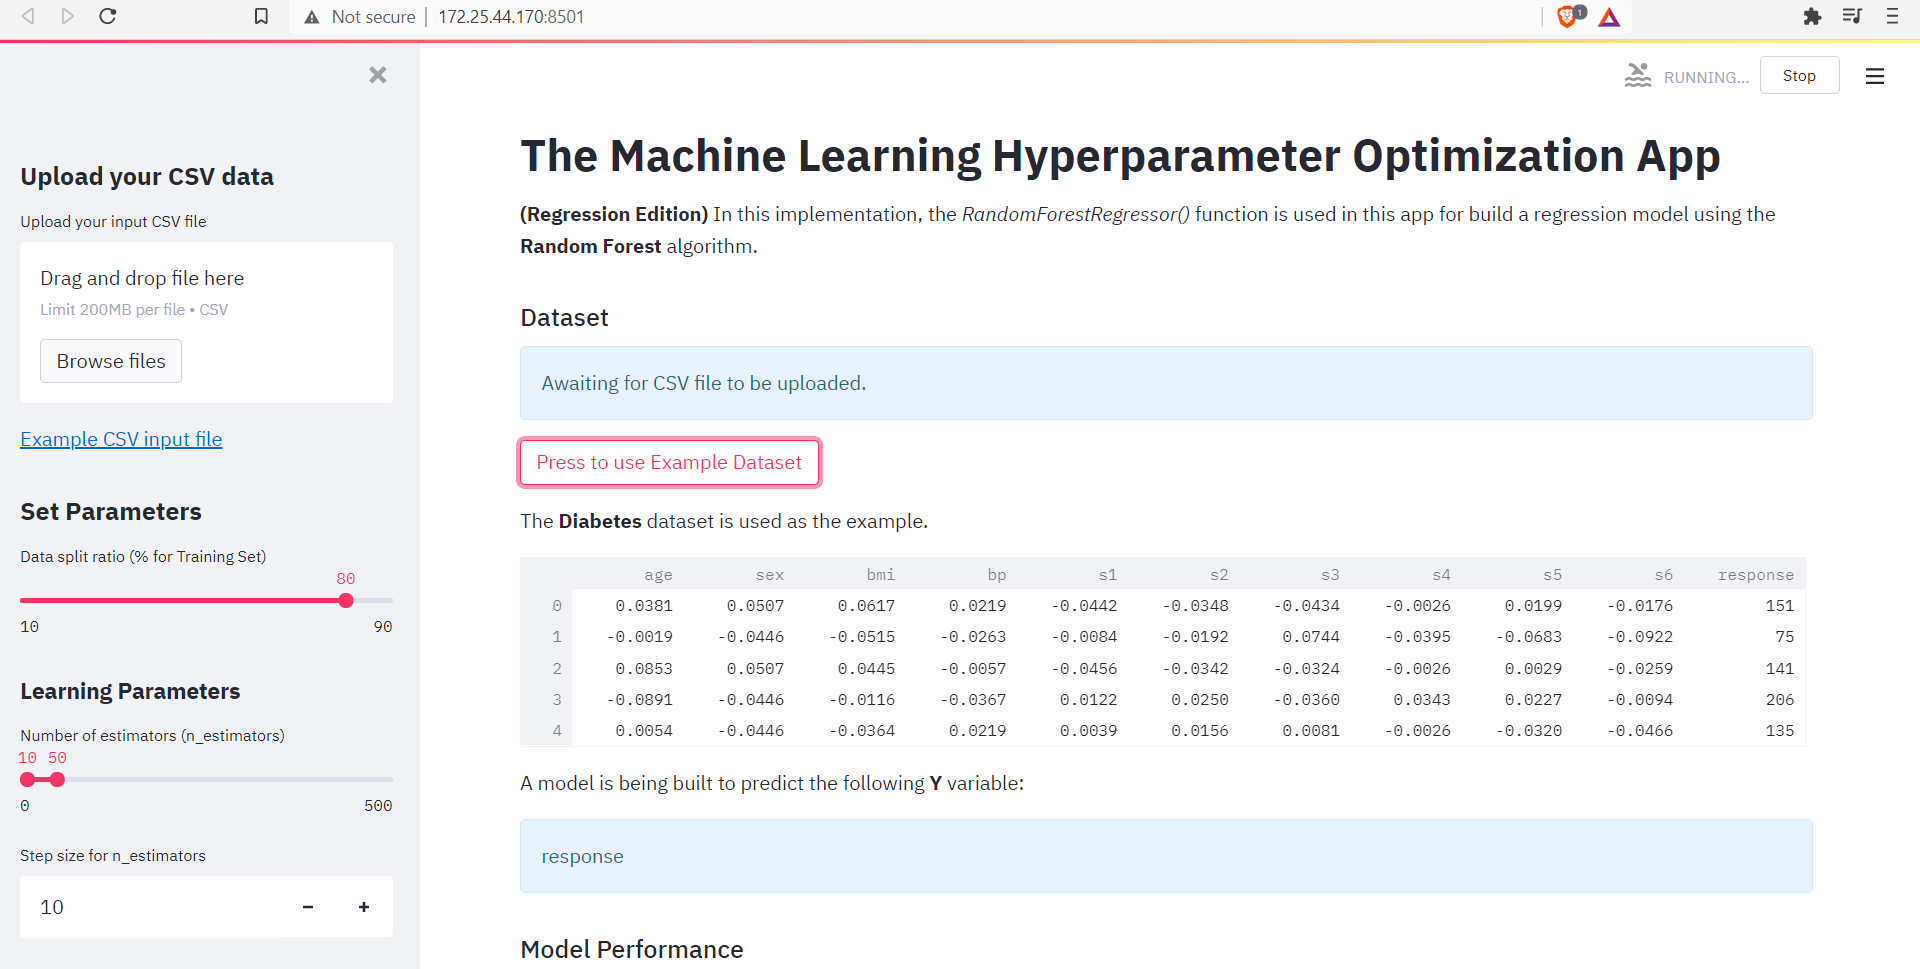 Not secure | 172.25.44.170:8501
1
RUNNING...
Stop
Upload your CSV data
Upload your input CSV file
Drag and drop file here
Limit 200MB per file • CSV
Browse files
Example CSV input file
Set Parameters
Data split ratio (% for Training Set)
80
10 90
Learning Parameters
Number of estimators (n_estimators)
10 50
0 500
Step size for n_estimators
10 - +
The Machine Learning Hyperparameter Optimization App
(Regression Edition) In this implementation, the RandomForestRegressor() function is used in this app for build a regression model using the
Random Forest algorithm.
Dataset
Awaiting for CSV file to be uploaded.
Press to use Example Dataset
The Diabetes dataset is used as the example.
age sex bmi bp s1 s2 s3 s4 s5 s6 response
0 0.0381 0.0507 0.0617 0.0219 -0.0442 -0.0348 -0.0434 -0.0026 0.0199 -0.0176 151
1 -0.0019 -0.0446 -0.0515 -0.0263 -0.0084 -0.0192 0.0744 -0.0395 -0.0683 -0.0922 75
2 0.0853 0.0507 0.0445 -0.0057 -0.0456 -0.0342 -0.0324 -0.0026 0.0029 -0.0259 141
3 -0.0891 -0.0446 -0.0116 -0.0367 0.0122 0.0250 -0.0360 0.0343 0.0227 -0.0094 206
4 0.0054 -0.0446 -0.0364 0.0219 0.0039 0.0156 0.0081 -0.0026 -0.0320 -0.0466 135
A model is being built to predict the following Y variable:
response
Model Performance